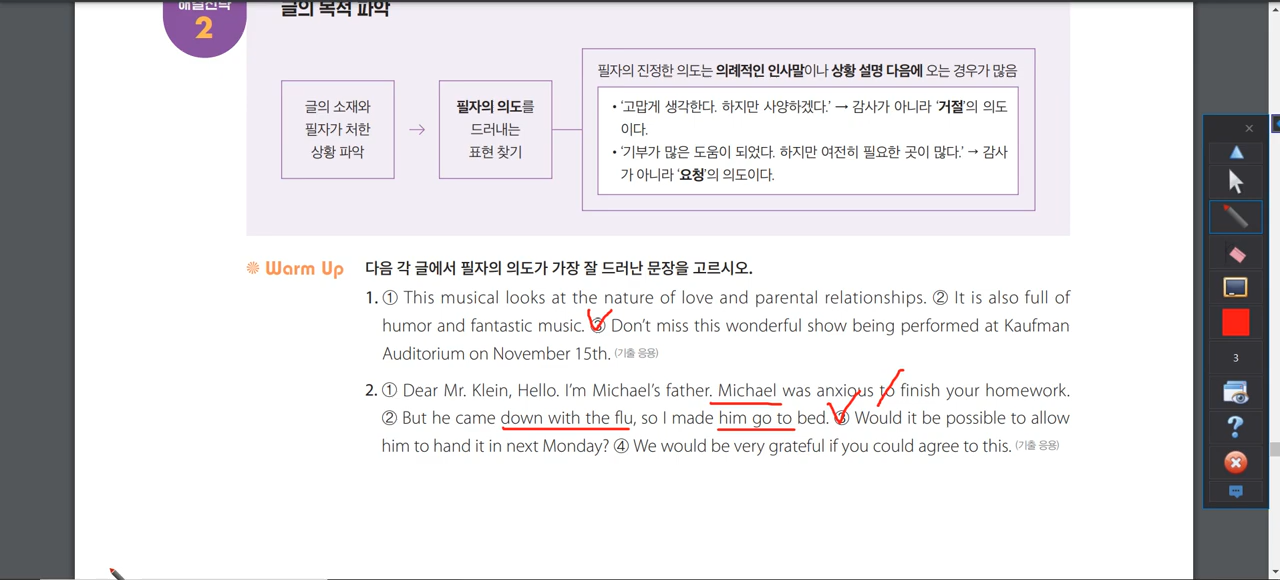 해결전략
2
글의 목적 파악
글의 소재와
필자가 처한
상황 파악
→
필자의 의도를
드러내는
표현 찾기
필자의 진정한 의도는 의례적인 인사말이나 상황 설명 다음에 오는 경우가 많음
• ‘고맙게 생각한다. 하지만 사양하겠다.’ → 감사가 아니라 ‘거절’의 의도
이다.
• ‘기부가 많은 도움이 되었다. 하지만 여전히 필요한 곳이 많다.’ → 감사
가 아니라 ‘요청’의 의도이다.
Warm Up 다음 각 글에서 필자의 의도가 가장 잘 드러난 문장을 고르시오.
1. ① This musical looks at the nature of love and parental relationships. ② It is also full of
humor and fantastic music. ③ Don’t miss this wonderful show being performed at Kaufman
Auditorium on November 15th. (기출 응용)
2. ① Dear Mr. Klein, Hello. I’m Michael’s father. Michael was anxious to finish your homework.
② But he came down with the flu, so I made him go to bed. ③ Would it be possible to allow
him to hand it in next Monday? ④ We would be very grateful if you could agree to this. (기출 응용)
3